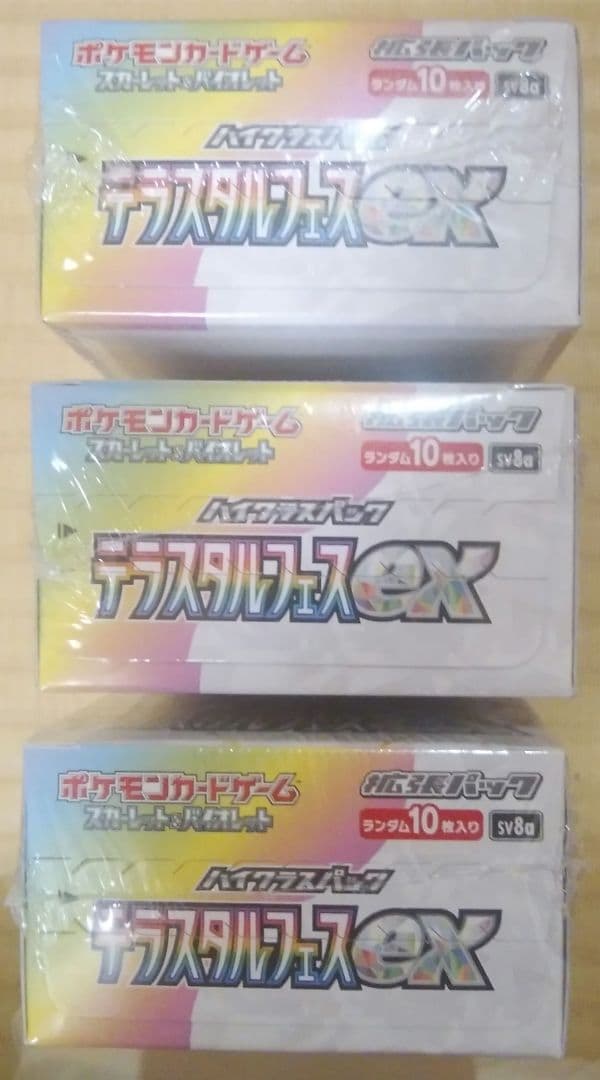 ポケモンカードゲーム
拡張パック
スカーレット&バイオレット
ランダム10枚入り
SV8a
ハイクラスパック
テラスタルフェスex
ポケモンカードゲーム
拡張パック
スカーレット&バイオレット
ランダム10枚入り
SV8a
ハイクラスパック
テラスタルフェスex
ポケモンカードゲーム
拡張パック
スカーレット&バイオレット
ランダム10枚入り
SV8a
ハイクラスパック
テラスタルフェスex